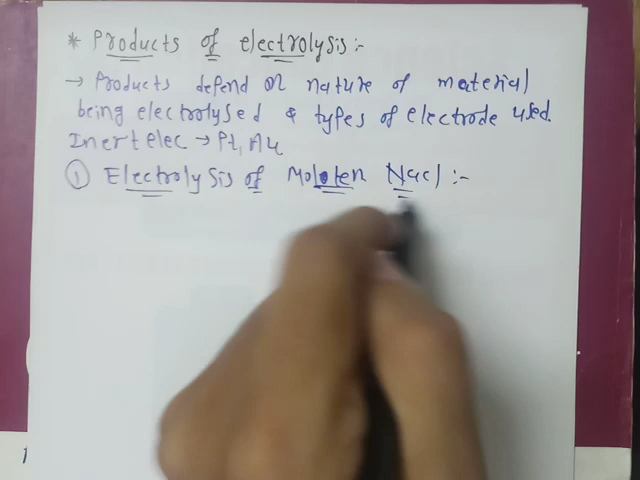 * Products of electrolysis :-
→ Products depend on nature of material
being electrolysed & types of electrode used.
Inert elec → Pt, Au
① Electrolysis of Moloten Nacl :-